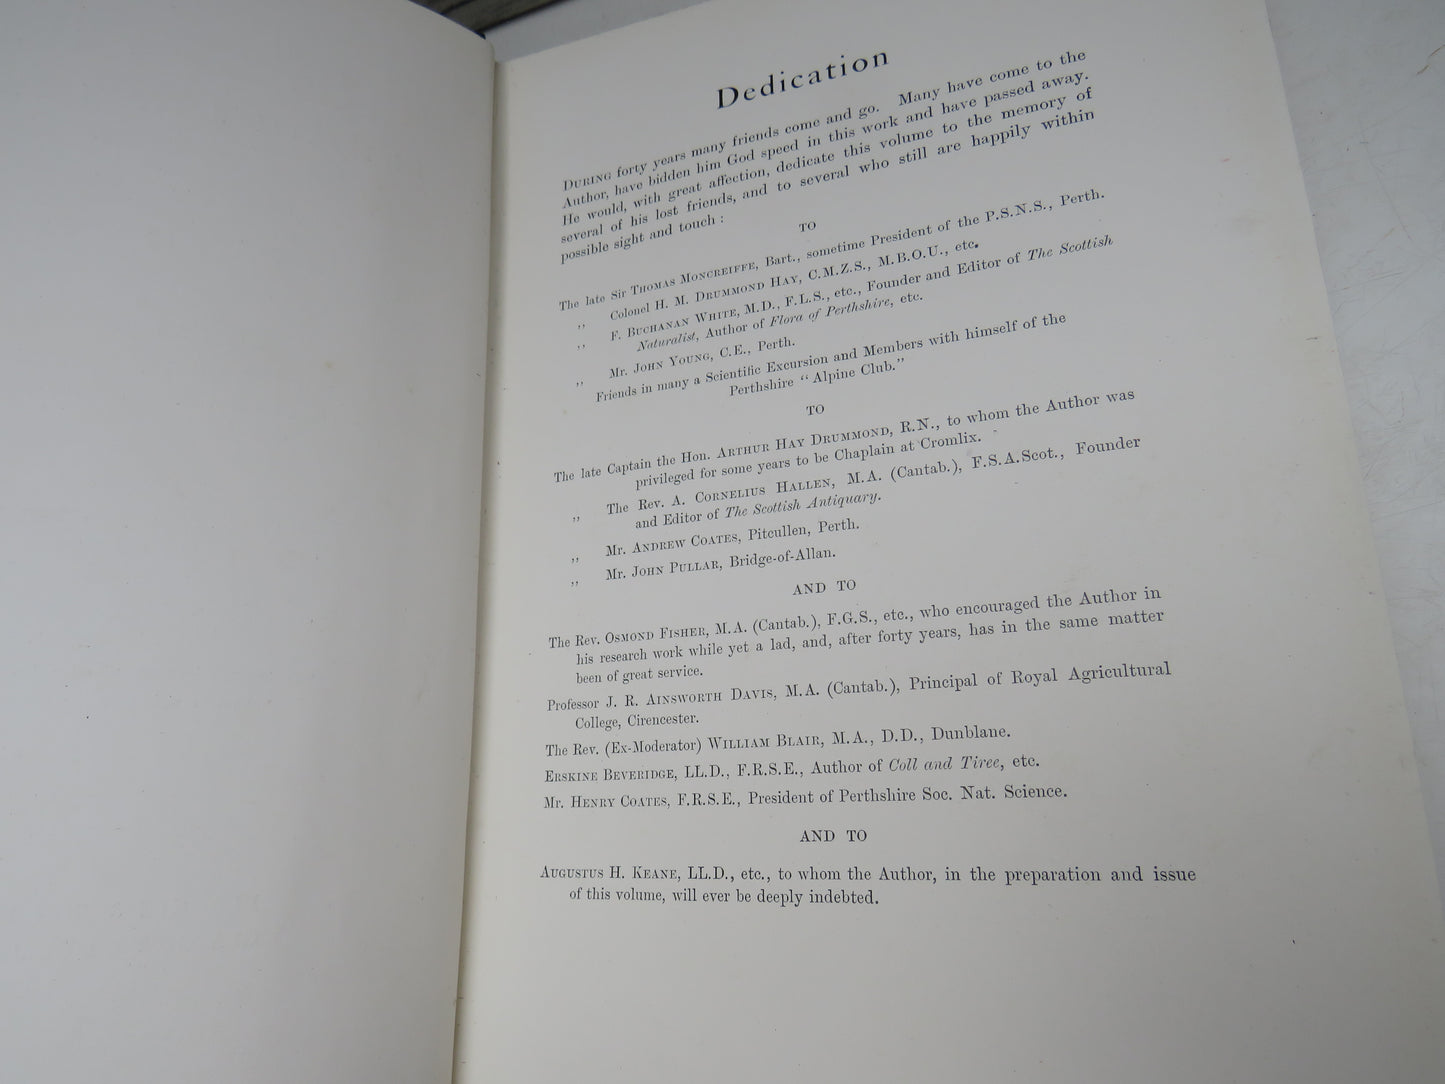 Dedication
DURING forty years many friends come and go. Many have come to the
Author, have bidden him God speed in this work and have passed away.
He would, with great affection, dedicate this volume to the memory of
several of his lost friends, and to several who still are happily within
possible sight and touch :
TO
The late Sir THOMAS MONCREIFFE, Bart., sometime President of the P.S.N.S., Perth.
„ Colonel H. M. DRUMMOND HAY, C.M.Z.S., M.B.O.U., etc.
„ F. BUCHANAN WHITE, M.D., F.L.S., etc., Founder and Editor of The Scottish
Naturalist, Author of Flora of Perthshire, etc.
„ Mr. JOHN YOUNG, C.E., Perth.
Friends in many a Scientific Excursion and Members with himself of the
Perthshire “ Alpine Club.”
TO
The late Captain the Hon. ARTHUR HAY DRUMMOND, R.N., to whom the Author was
privileged for some years to be Chaplain at Cromlix.
„ The Rev. A. CORNELIUS HALLEN, M.A. (Cantab.), F.S.A.Scot., Founder
and Editor of The Scottish Antiquary.
„ Mr. ANDREW COATES, Pitcullen, Perth.
„ Mr. JOHN PULLAR, Bridge-of-Allan.
AND TO
The Rev. OSMOND FISHER, M.A. (Cantab.), F.G.S., etc., who encouraged the Author in
his research work while yet a lad, and, after forty years, has in the same matter
been of great service.
Professor J. R. AINSWORTH DAVIS, M.A. (Cantab.), Principal of Royal Agricultural
College, Cirencester.
The Rev. (Ex-Moderator) WILLIAM BLAIR, M.A., D.D., Dunblane.
ERSKINE BEVERIDGE, LL.D., F.R.S.E., Author of Coll and Tiree, etc.
Mr. HENRY COATES, F.R.S.E., President of Perthshire Soc. Nat. Science.
AND TO
AUGUSTUS H. KEANE, LL.D., etc., to whom the Author, in the preparation and issue
of this volume, will ever be deeply indebted.